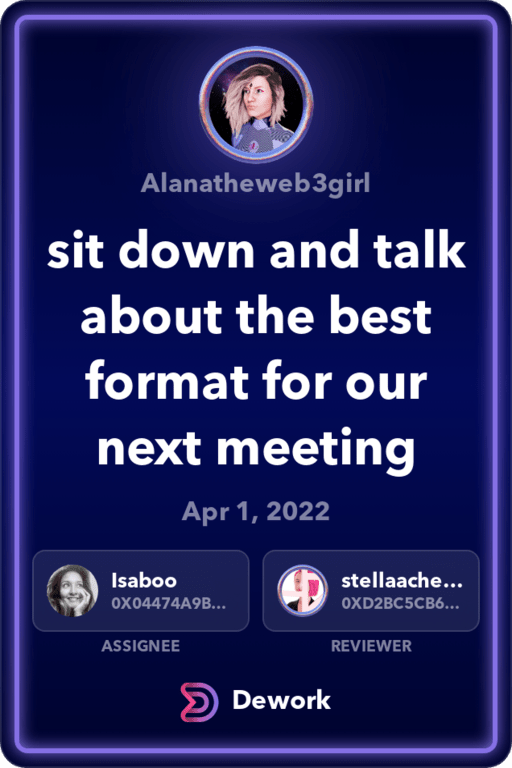 Alanatheweb3girl
sit down and talk
about the best
format for our
next meeting
Apr 1, 2022
Isaboo
0X04474A9B...
ASSIGNEE
stellaache...
0XD2BC5CB6...
REVIEWER
Dework